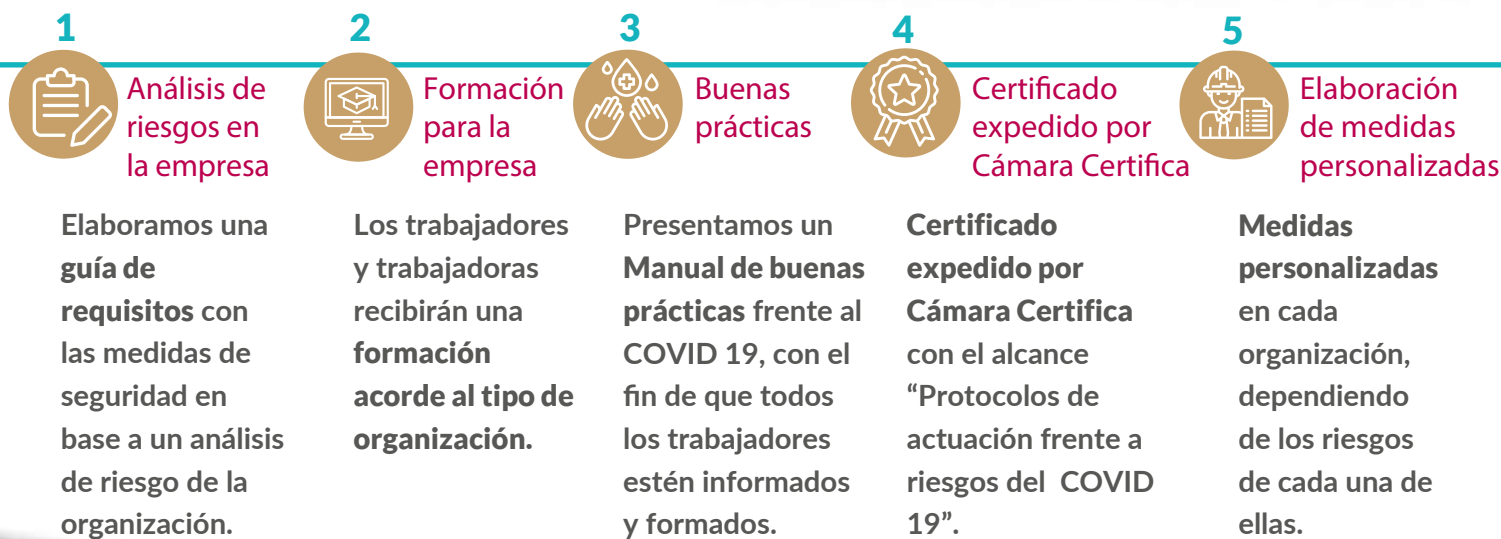 1
Análisis de
riesgos en
la empresa
Elaboramos una
guía de
requisitos con
las medidas de
seguridad en
base a un análisis
de riesgo de la
organización.
2
Formación
para la
empresa
Los trabajadores
y trabajadoras
recibirán una
formación
acorde al tipo de
organización.
3
Buenas
prácticas
Presentamos un
Manual de buenas
prácticas frente al
COVID 19, con el
fin de que todos
los trabajadores
estén informados
y formados.
4
Certificado
expedido por
Cámara Certifica
Certificado
expedido por
Cámara Certifica
con el alcance
“Protocolos de
actuación frente a
riesgos del  COVID
19”.
5
Elaboración
de medidas
personalizadas
Medidas
personalizadas
en cada
organización,
dependiendo
de los riesgos
de cada una de
ellas.